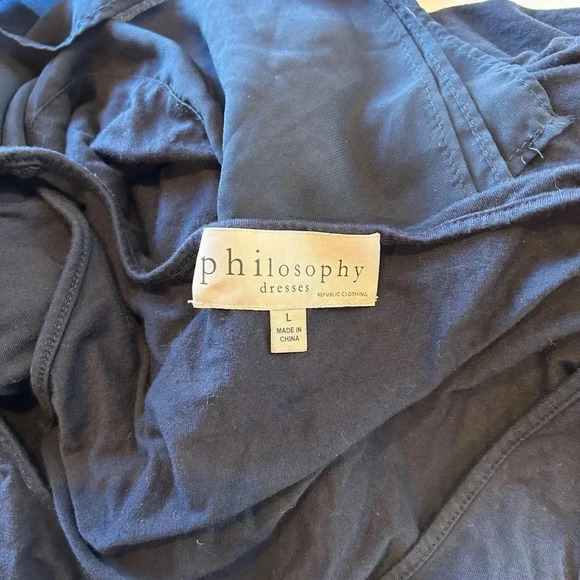 philosophy
dresses
REPUBLIC CLOTHING
L
MADE IN
CHINA